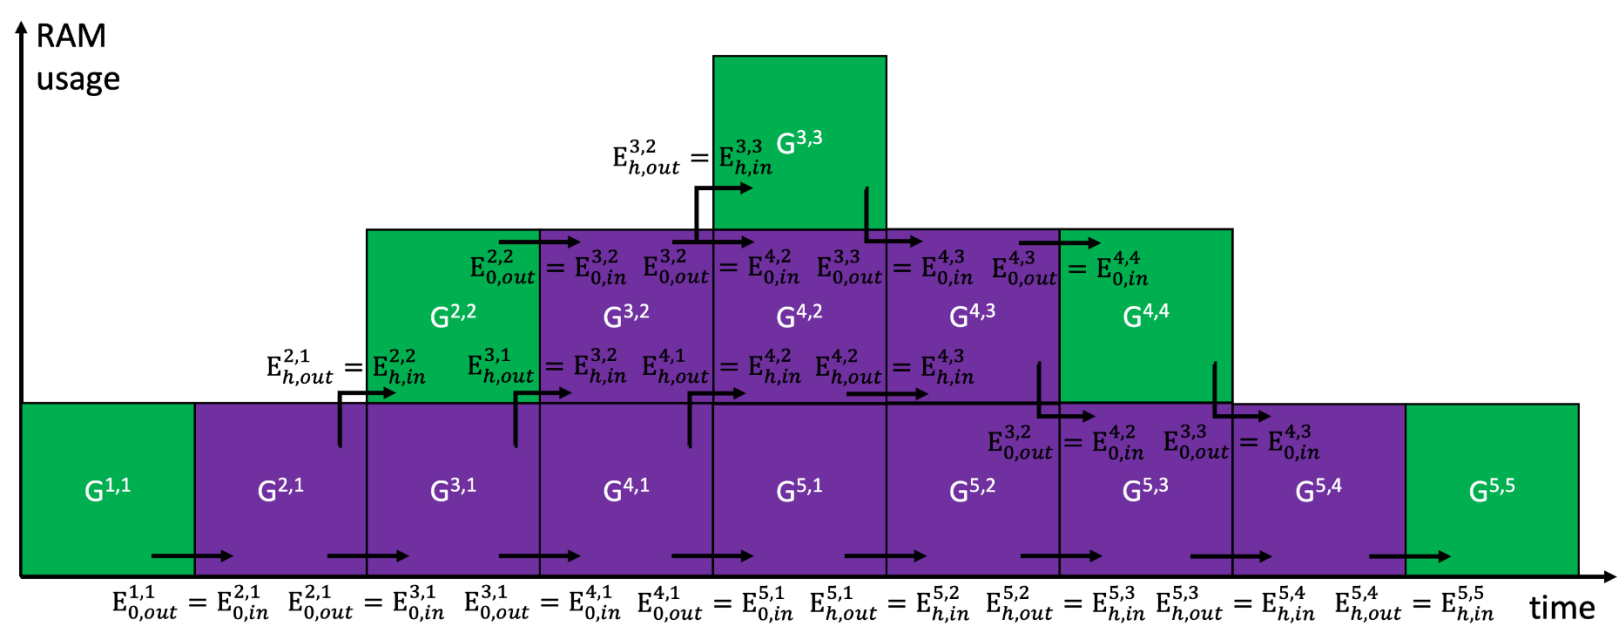 RAM
usage
G^{3,3}
E^{3,2}_{h,out} = E^{3,3}_{h,in}
E^{2,2}_{0,out} = E^{3,2}_{0,in} E^{3,2}_{0,out} = E^{4,2}_{0,in} E^{3,3}_{0,out} = E^{4,3}_{0,in} E^{4,3}_{0,out} = E^{4,4}_{0,in}
G^{2,2} G^{3,2} G^{4,2} G^{4,3} G^{4,4}
E^{2,1}_{h,out} = E^{2,2}_{h,in} E^{3,1}_{h,out} = E^{3,2}_{h,in} E^{4,1}_{h,out} = E^{4,2}_{h,in} E^{4,2}_{h,out} = E^{4,3}_{h,in}
E^{3,2}_{0,out} = E^{4,2}_{0,in} E^{3,3}_{0,out} = E^{4,3}_{0,in}
G^{1,1} G^{2,1} G^{3,1} G^{4,1} G^{5,1} G^{5,2} G^{5,3} G^{5,4} G^{5,5}
E^{1,1}_{0,out} = E^{2,1}_{0,in} E^{2,1}_{0,out} = E^{3,1}_{0,in} E^{3,1}_{0,out} = E^{4,1}_{0,in} E^{4,1}_{0,out} = E^{5,1}_{0,in} E^{5,1}_{h,out} = E^{5,2}_{h,in} E^{5,2}_{h,out} = E^{5,3}_{h,in} E^{5,3}_{h,out} = E^{5,4}_{h,in} E^{5,4}_{h,out} = E^{5,5}_{h,in} time